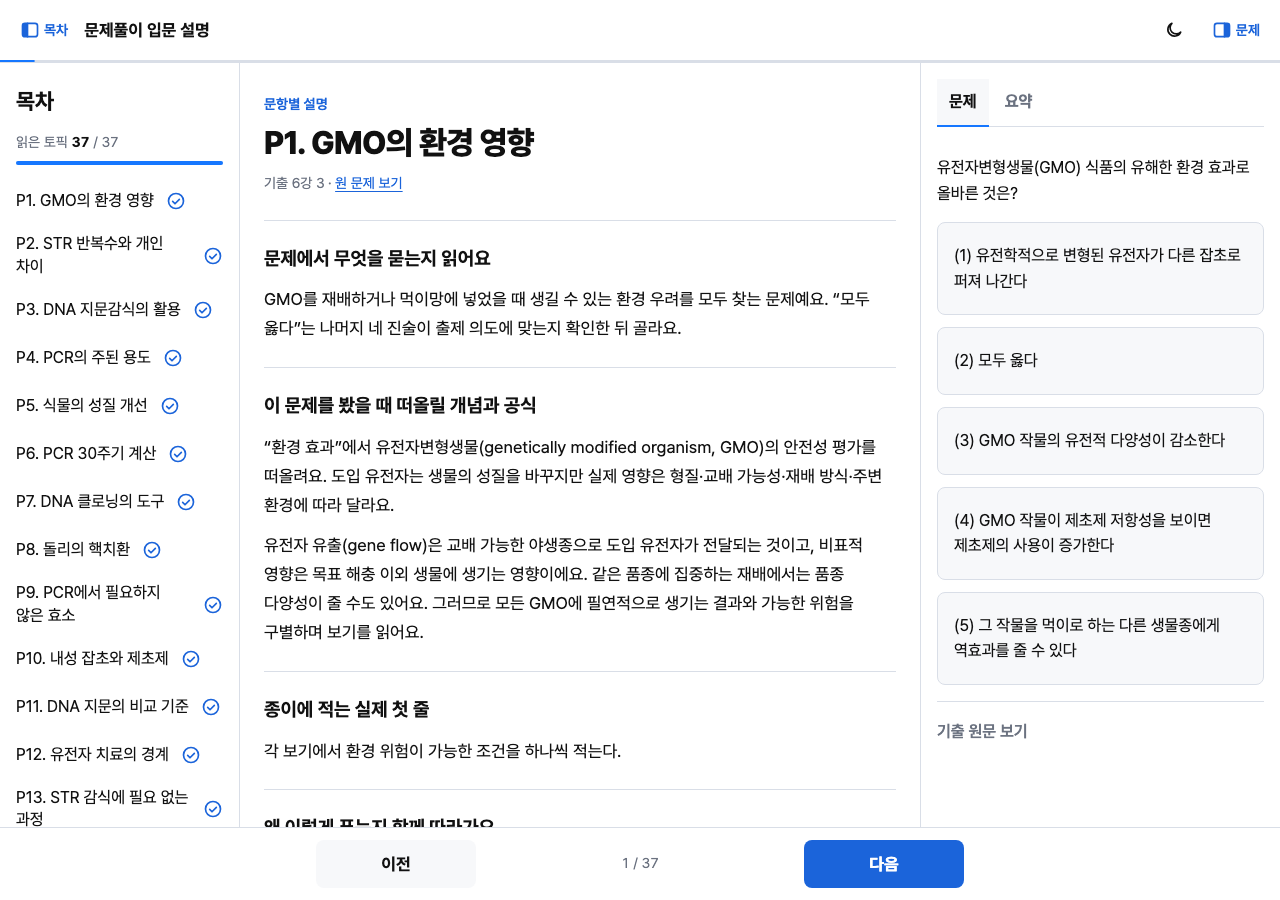 목차
문제풀이 입문 설명
문제
목차
읽은 토픽 37 / 37
P1. GMO의 환경 영향
P2. STR 반복수와 개인
차이
P3. DNA 지문감식의 활용
P4. PCR의 주된 용도
P5. 식물의 성질 개선
P6. PCR 30주기 계산
P7. DNA 클로닝의 도구
P8. 돌리의 핵치환
P9. PCR에서 필요하지
않은 효소
P10. 내성 잡초와 제초제
P11. DNA 지문의 비교 기준
P12. 유전자 치료의 경계
P13. STR 감식에 필요 없는
과정
문항별 설명
P1. GMO의 환경 영향
기출 6강 3 · 원 문제 보기
문제에서 무엇을 묻는지 읽어요
GMO를 재배하거나 먹이망에 넣었을 때 생길 수 있는 환경 우려를 모두 찾는 문제예요. “모두
옳다”는 나머지 네 진술이 출제 의도에 맞는지 확인한 뒤 골라요.
이 문제를 봤을 때 떠올릴 개념과 공식
“환경 효과”에서 유전자변형생물(genetically modified organism, GMO)의 안전성 평가를
떠올려요. 도입 유전자는 생물의 성질을 바꾸지만 실제 영향은 형질·교배 가능성·재배 방식·주변
환경에 따라 달라요.
유전자 유출(gene flow)은 교배 가능한 야생종으로 도입 유전자가 전달되는 것이고, 비표적
영향은 목표 해충 이외 생물에 생기는 영향이에요. 같은 품종에 집중하는 재배에서는 품종
다양성이 줄 수도 있어요. 그러므로 모든 GMO에 필연적으로 생기는 결과와 가능한 위험을
구별하며 보기를 읽어요.
종이에 적는 실제 첫 줄
각 보기에서 환경 위험이 가능한 조건을 하나씩 적는다.
왜 이렇게 푸는지 함께 따라가요
문제
요약
유전자변형생물(GMO) 식품의 유해한 환경 효과로
올바른 것은?
(1) 유전학적으로 변형된 유전자가 다른 잡초로
퍼져 나간다
(2) 모두 옳다
(3) GMO 작물의 유전적 다양성이 감소한다
(4) GMO 작물이 제초제 저항성을 보이면
제초제의 사용이 증가한다
(5) 그 작물을 먹이로 하는 다른 생물종에게
역효과를 줄 수 있다
기출 원문 보기
이전
1 / 37
다음